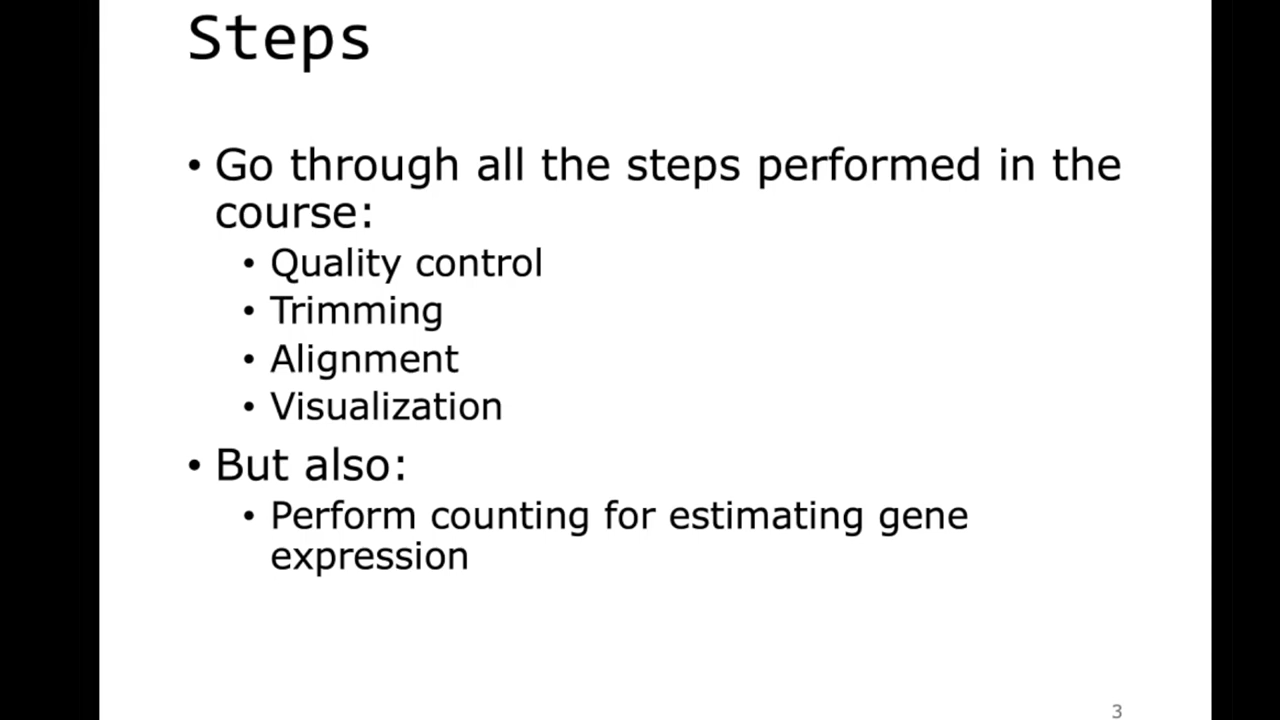 Steps
• Go through all the steps performed in the
course:
• Quality control
• Trimming
• Alignment
• Visualization
• But also:
• Perform counting for estimating gene
expression
3